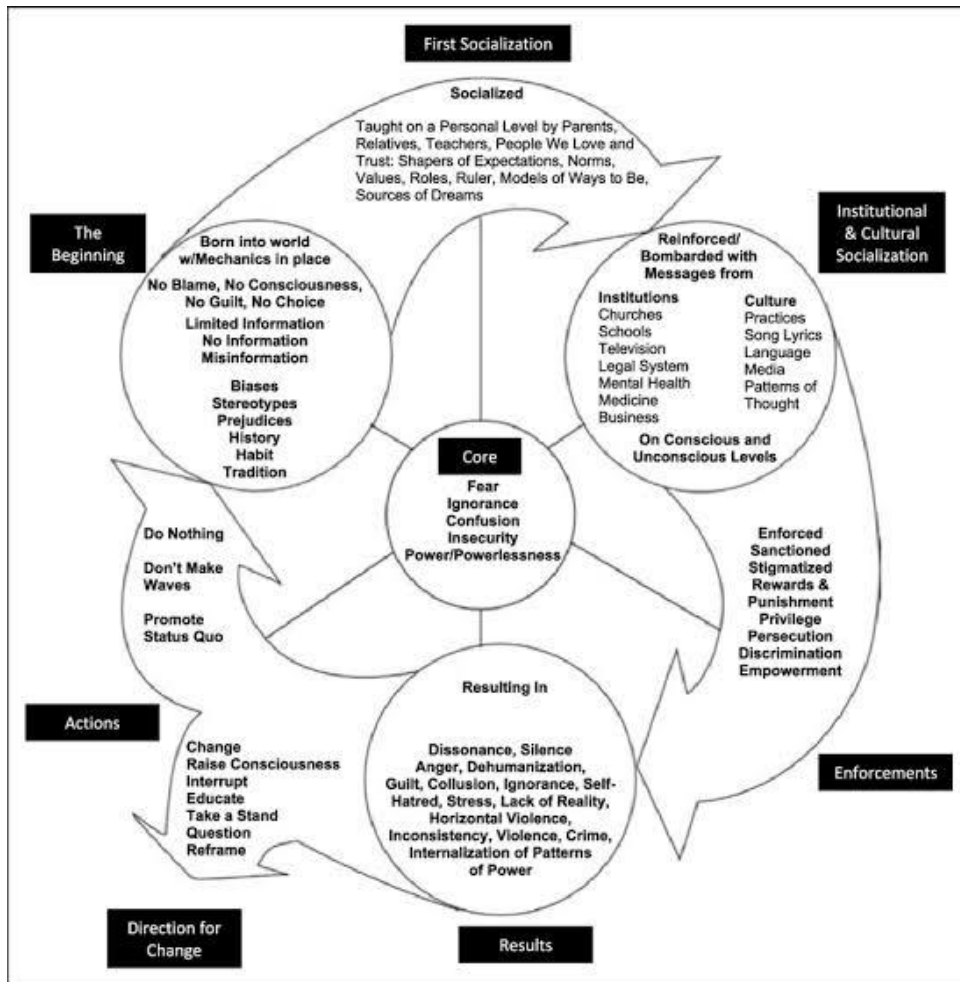 First Socialization
Socialized
Taught on a Personal Level by Parents,
Relatives, Teachers, People We Love and
Trust: Shapers of Expectations, Norms,
Values, Roles, Ruler, Models of Ways to Be,
Sources of Dreams
The
Beginning
Born into world
w/Mechanics in place
No Blame, No Consciousness,
No Guilt, No Choice
Limited Information
No Information
Misinformation
Biases
Stereotypes
Prejudices
History
Habit
Tradition
Institutional
& Cultural
Socialization
Reinforced/
Bombarded with
Messages from
Institutions
Churches
Schools
Television
Legal System
Mental Health
Medicine
Business
Culture
Practices
Song Lyrics
Language
Media
Patterns of
Thought
On Conscious and
Unconscious Levels
Core
Fear
Ignorance
Confusion
Insecurity
Power/Powerlessness
Enforced
Sanctioned
Stigmatized
Rewards &
Punishment
Privilege
Persecution
Discrimination
Empowerment
Enforcements
Resulting In
Dissonance, Silence
Anger, Dehumanization,
Guilt, Collusion, Ignorance, Self-
Hatred, Stress, Lack of Reality,
Horizontal Violence,
Inconsistency, Violence, Crime,
Internalization of Patterns
of Power
Results
Do Nothing
Don't Make
Waves
Promote
Status Quo
Actions
Change
Raise Consciousness
Interrupt
Educate
Take a Stand
Question
Reframe
Direction for
Change